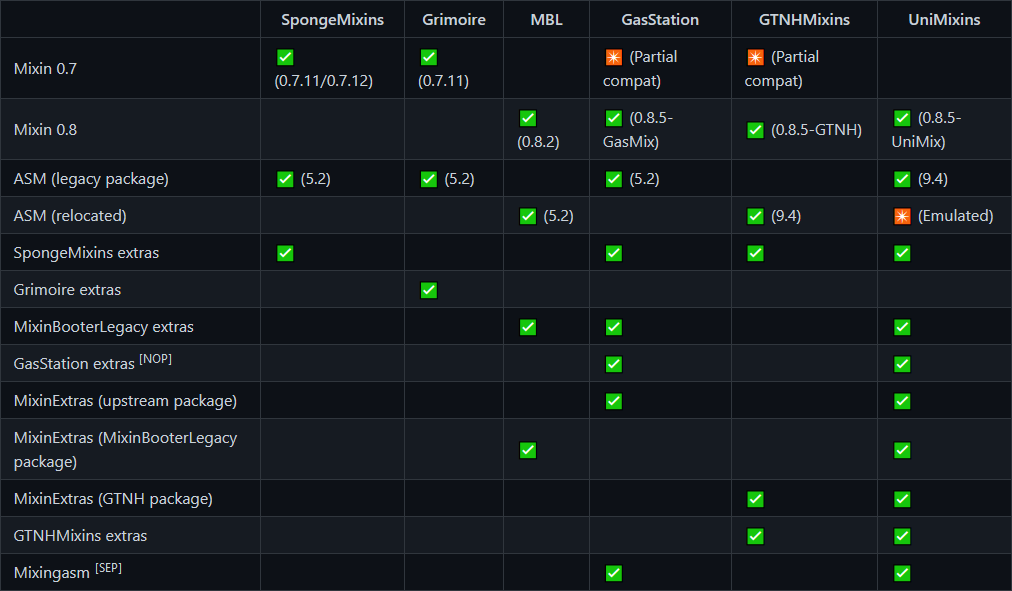 SpongeMixins Grimoire MBL GasStation GTNHMixins UniMixins
Mixin 0.7 ✅ (0.7.11/0.7.12) ✅ (0.7.11) ✴️ (Partial compat) ✴️ (Partial compat)
Mixin 0.8 ✅ (0.8.2) ✅ (0.8.5-GasMix) ✅ (0.8.5-GTNH) ✅ (0.8.5-UniMix)
ASM (legacy package) ✅ (5.2) ✅ (5.2) ✅ (5.2) ✅ (9.4)
ASM (relocated) ✅ (5.2) ✅ (9.4) ✴️ (Emulated)
SpongeMixins extras ✅ ✅ ✅ ✅
Grimoire extras ✅
MixinBooterLegacy extras ✅ ✅ ✅
GasStation extras [NOP] ✅ ✅
MixinExtras (upstream package) ✅ ✅
MixinExtras (MixinBooterLegacy package) ✅ ✅
MixinExtras (GTNH package) ✅ ✅
GTNHMixins extras ✅ ✅
Mixingasm [SEP] ✅ ✅